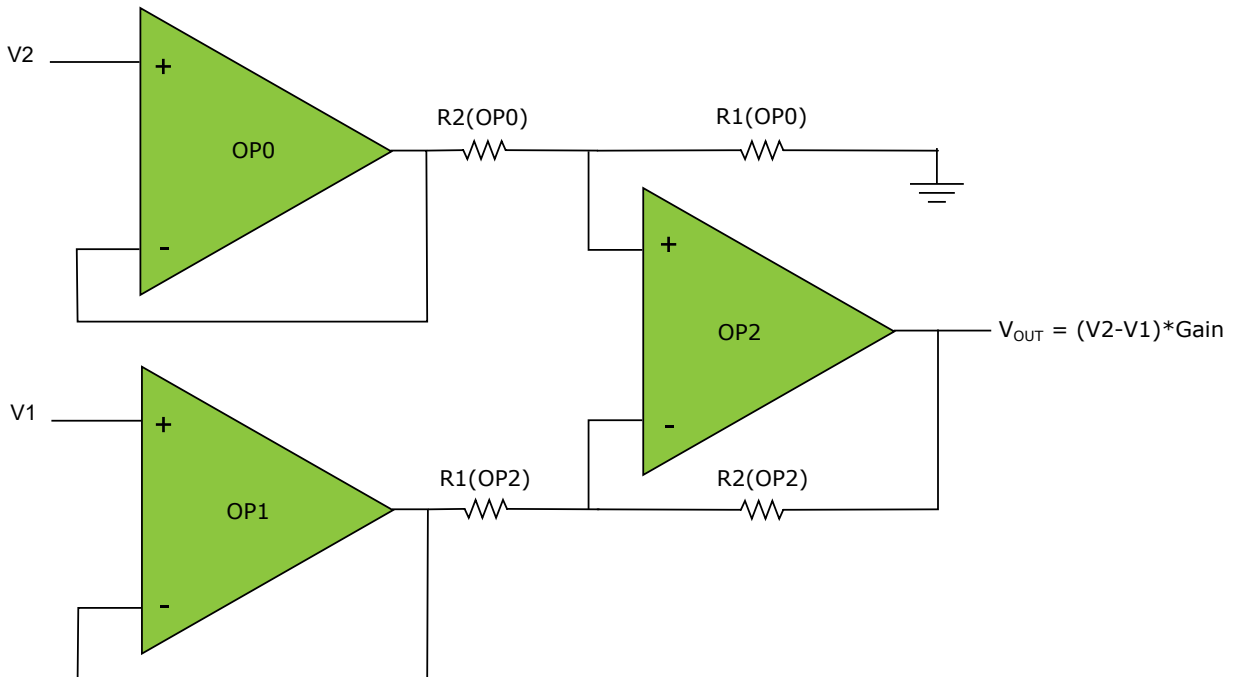 V2
+
-
OP0
R2(OP0)
R1(OP0)
+
-
OP2
VOUT = (V2-V1)*Gain
V1
+
-
OP1
R1(OP2)
R2(OP2)